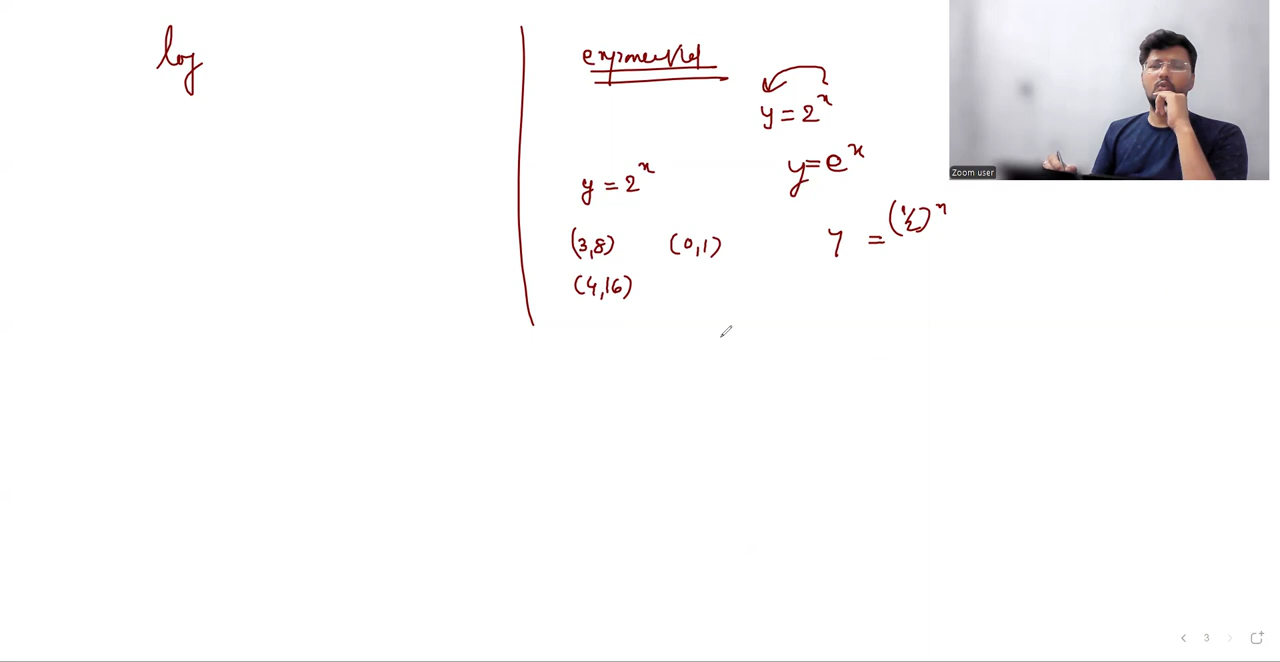 log
exponential
y = 2^x
y = e^x
y = 2^x
(3,8) (0,1)
y = (1/2)^x
(4,16)
Zoom user
3